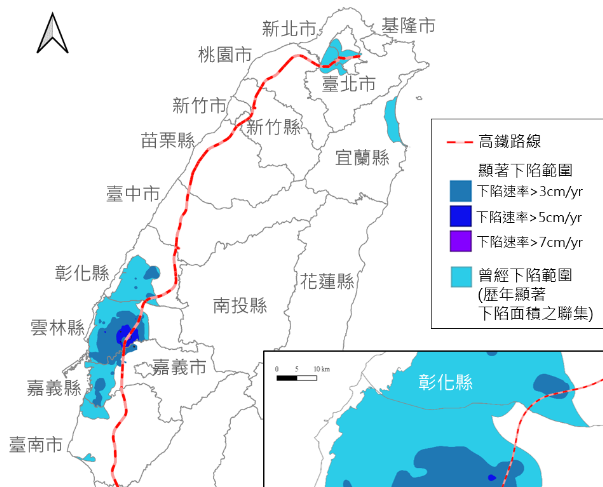 新北市
基隆市
桃園市
臺北市
新竹市
新竹縣
苗栗縣
宜蘭縣
臺中市
彰化縣
花蓮縣
南投縣
雲林縣
嘉義市
嘉義縣
臺南市
高鐵路線
顯著下陷範圍
下陷速率>3cm/yr
下陷速率>5cm/yr
下陷速率>7cm/yr
曾經下陷範圍
(歷年顯著
下陷面積之聯集)
0 5 10 km
彰化縣